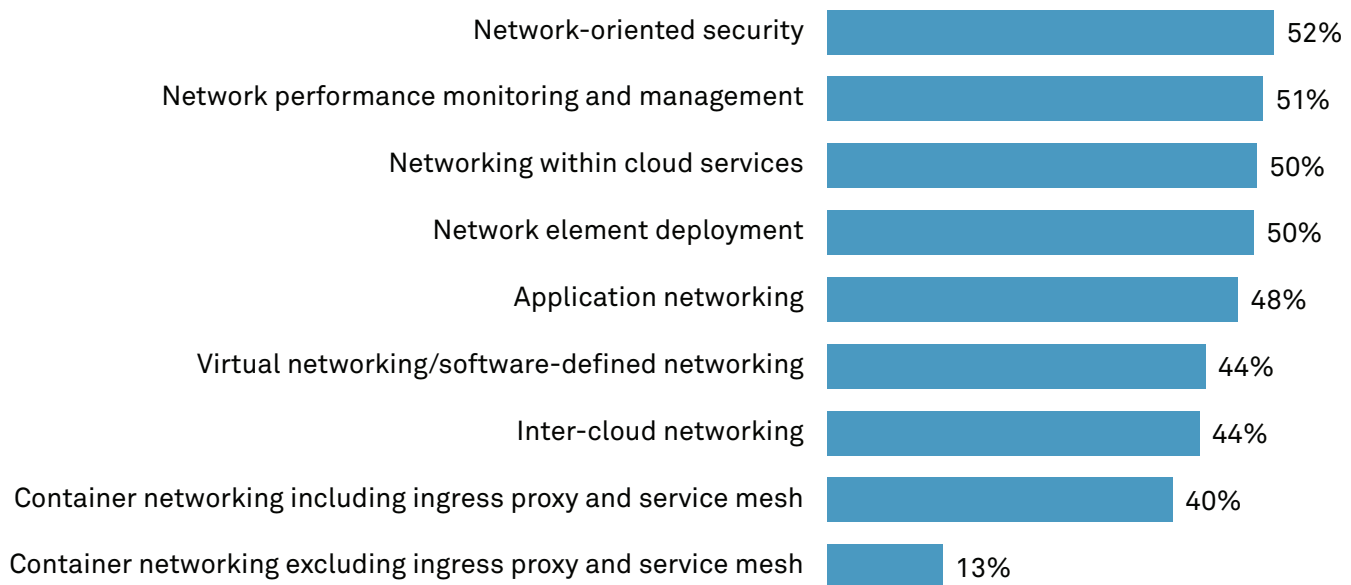 Network-oriented security 52%
Network performance monitoring and management 51%
Networking within cloud services 50%
Network element deployment 50%
Application networking 48%
Virtual networking/software-defined networking 44%
Inter-cloud networking 44%
Container networking including ingress proxy and service mesh 40%
Container networking excluding ingress proxy and service mesh 13%